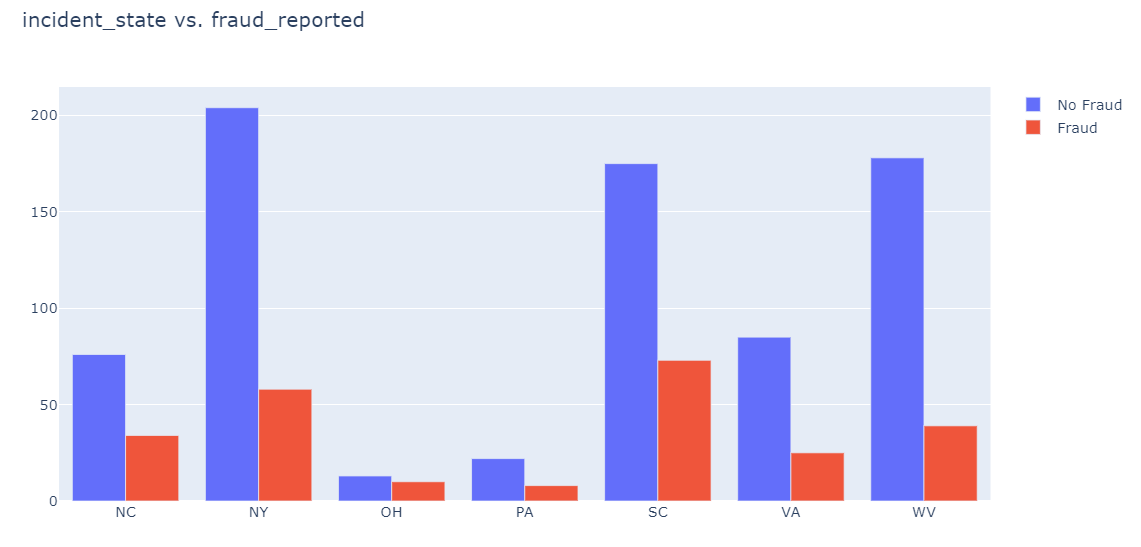 incident_state vs. fraud_reported
No Fraud
Fraud
200
150
100
50
0
NC NY OH PA SC VA WV